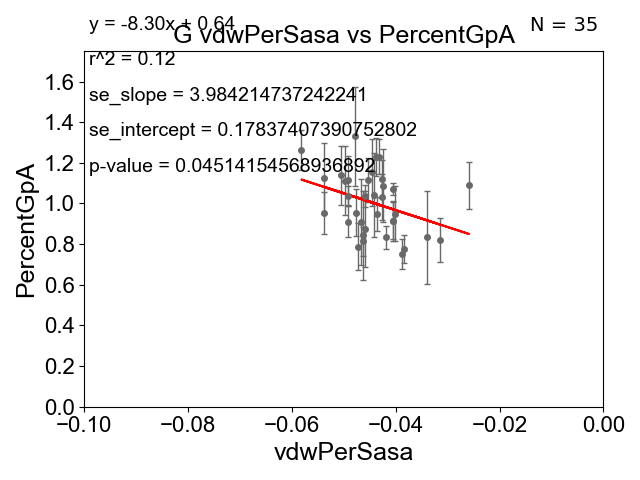 y = -8.30x + 0.64
N = 35
G vdwPerSasa vs PercentGpA
r^2 = 0.12
se_slope = 3.984214737242241
se_intercept = 0.17837407390752802
p-value = 0.04514154568936892
PercentGpA
1.6
1.4
1.2
1.0
0.8
0.6
0.4
0.2
0.0
−0.10
−0.08
−0.06
−0.04
−0.02
0.00
vdwPerSasa